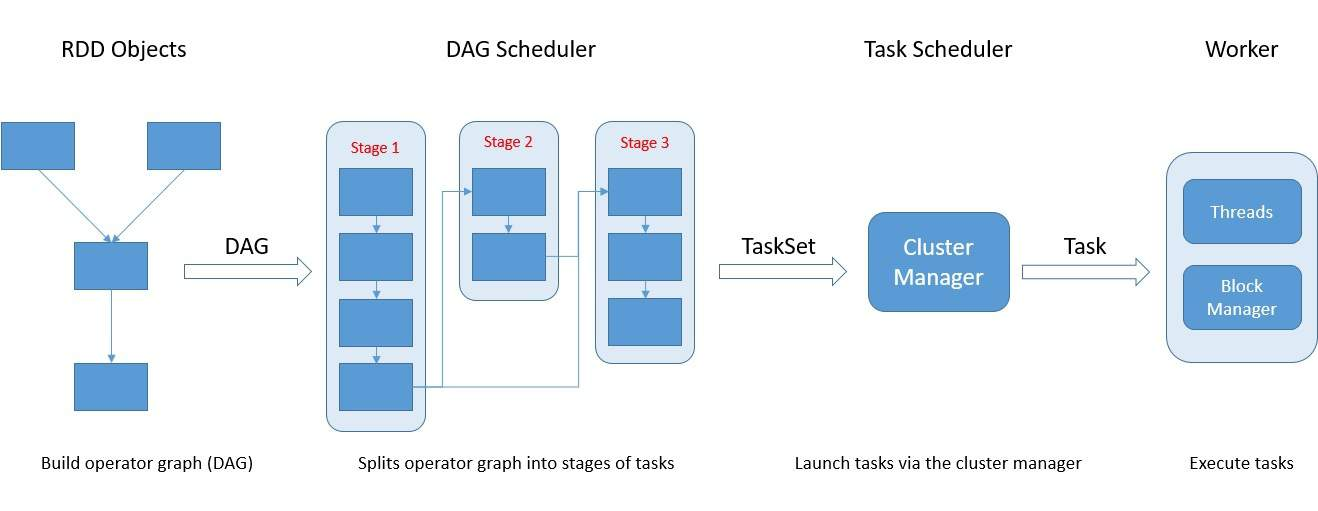 RDD Objects
DAG Scheduler
Task Scheduler
Worker
Stage 1
Stage 2
Stage 3
DAG
TaskSet
Cluster
Manager
Task
Threads
Block
Manager
Build operator graph (DAG)
Splits operator graph into stages of tasks
Launch tasks via the cluster manager
Execute tasks